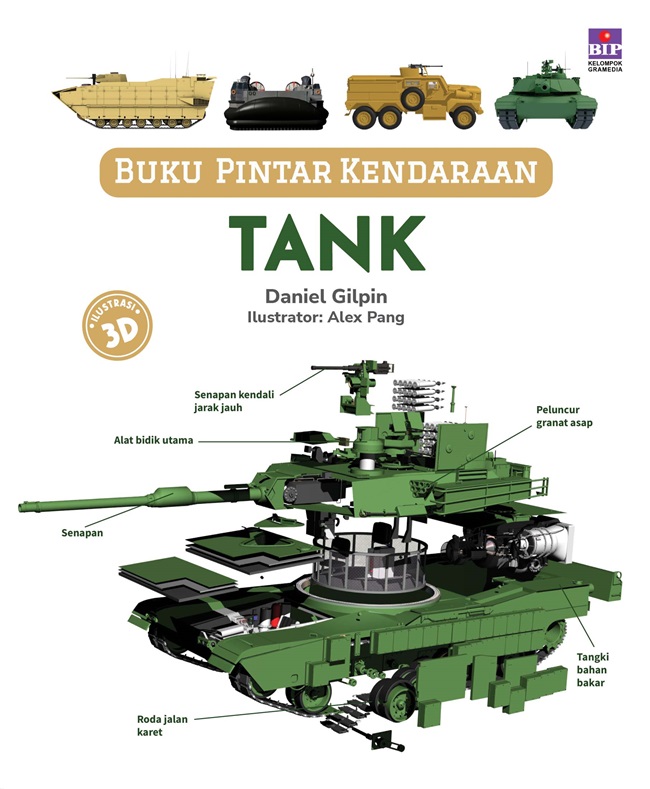 BIP
KELOMPOK
GRAMEDIA
BUKU PINTAR KENDARAAN
TANK
Daniel Gilpin
Ilustrator: Alex Pang
ILUSTRASI
3D
Senapan kendali
jarak jauh
Peluncur
granat asap
Alat bidik utama
Senapan
Tangki
bahan
bakar
Roda jalan
karet